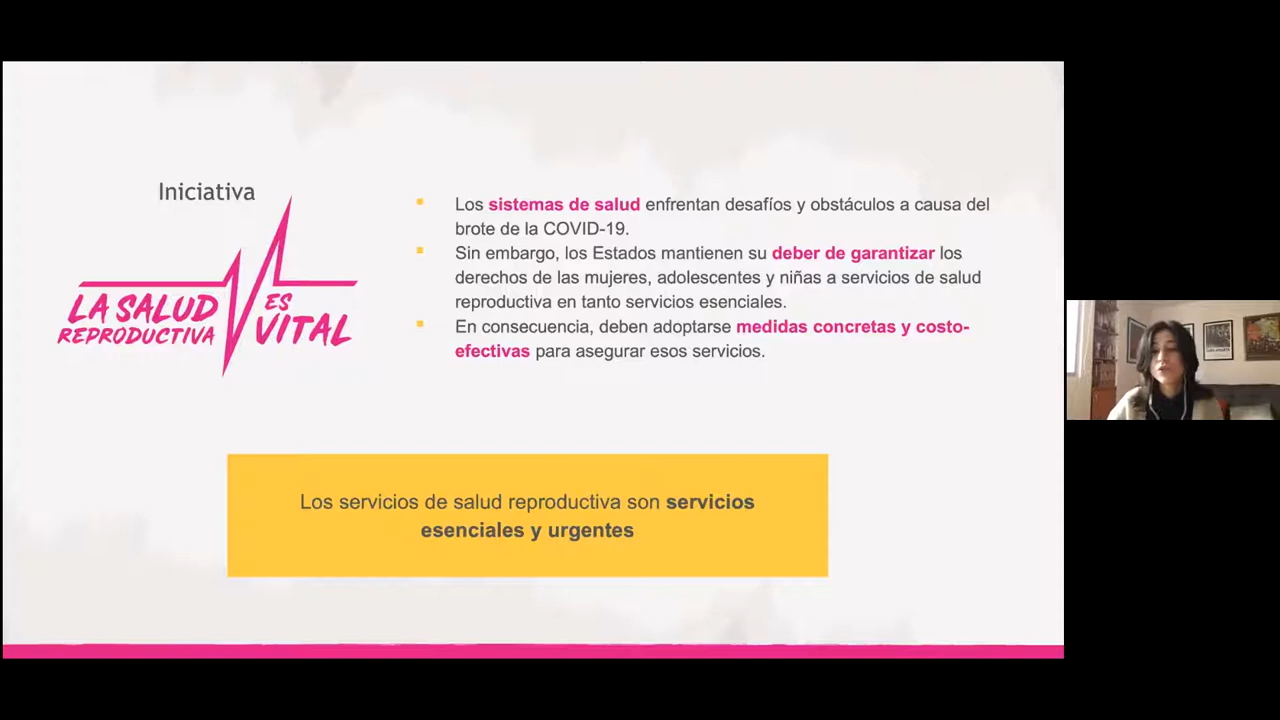 Iniciativa
LA SALUD ES
REPRODUCTIVA VITAL
Los sistemas de salud enfrentan desafíos y obstáculos a causa del
brote de la COVID-19.
Sin embargo, los Estados mantienen su deber de garantizar los
derechos de las mujeres, adolescentes y niñas a servicios de salud
reproductiva en tanto servicios esenciales.
En consecuencia, deben adoptarse medidas concretas y costo-
efectivas para asegurar esos servicios.
Los servicios de salud reproductiva son servicios
esenciales y urgentes